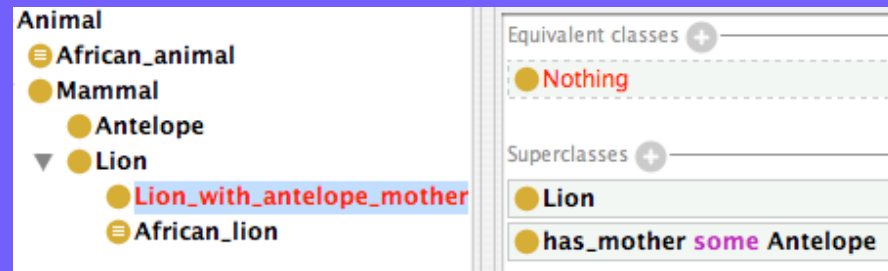 Animal
African_animal
Mammal
Antelope
Lion
Lion_with_antelope_mother
African_lion
Equivalent classes
Nothing
Superclasses
Lion
has_mother some Antelope